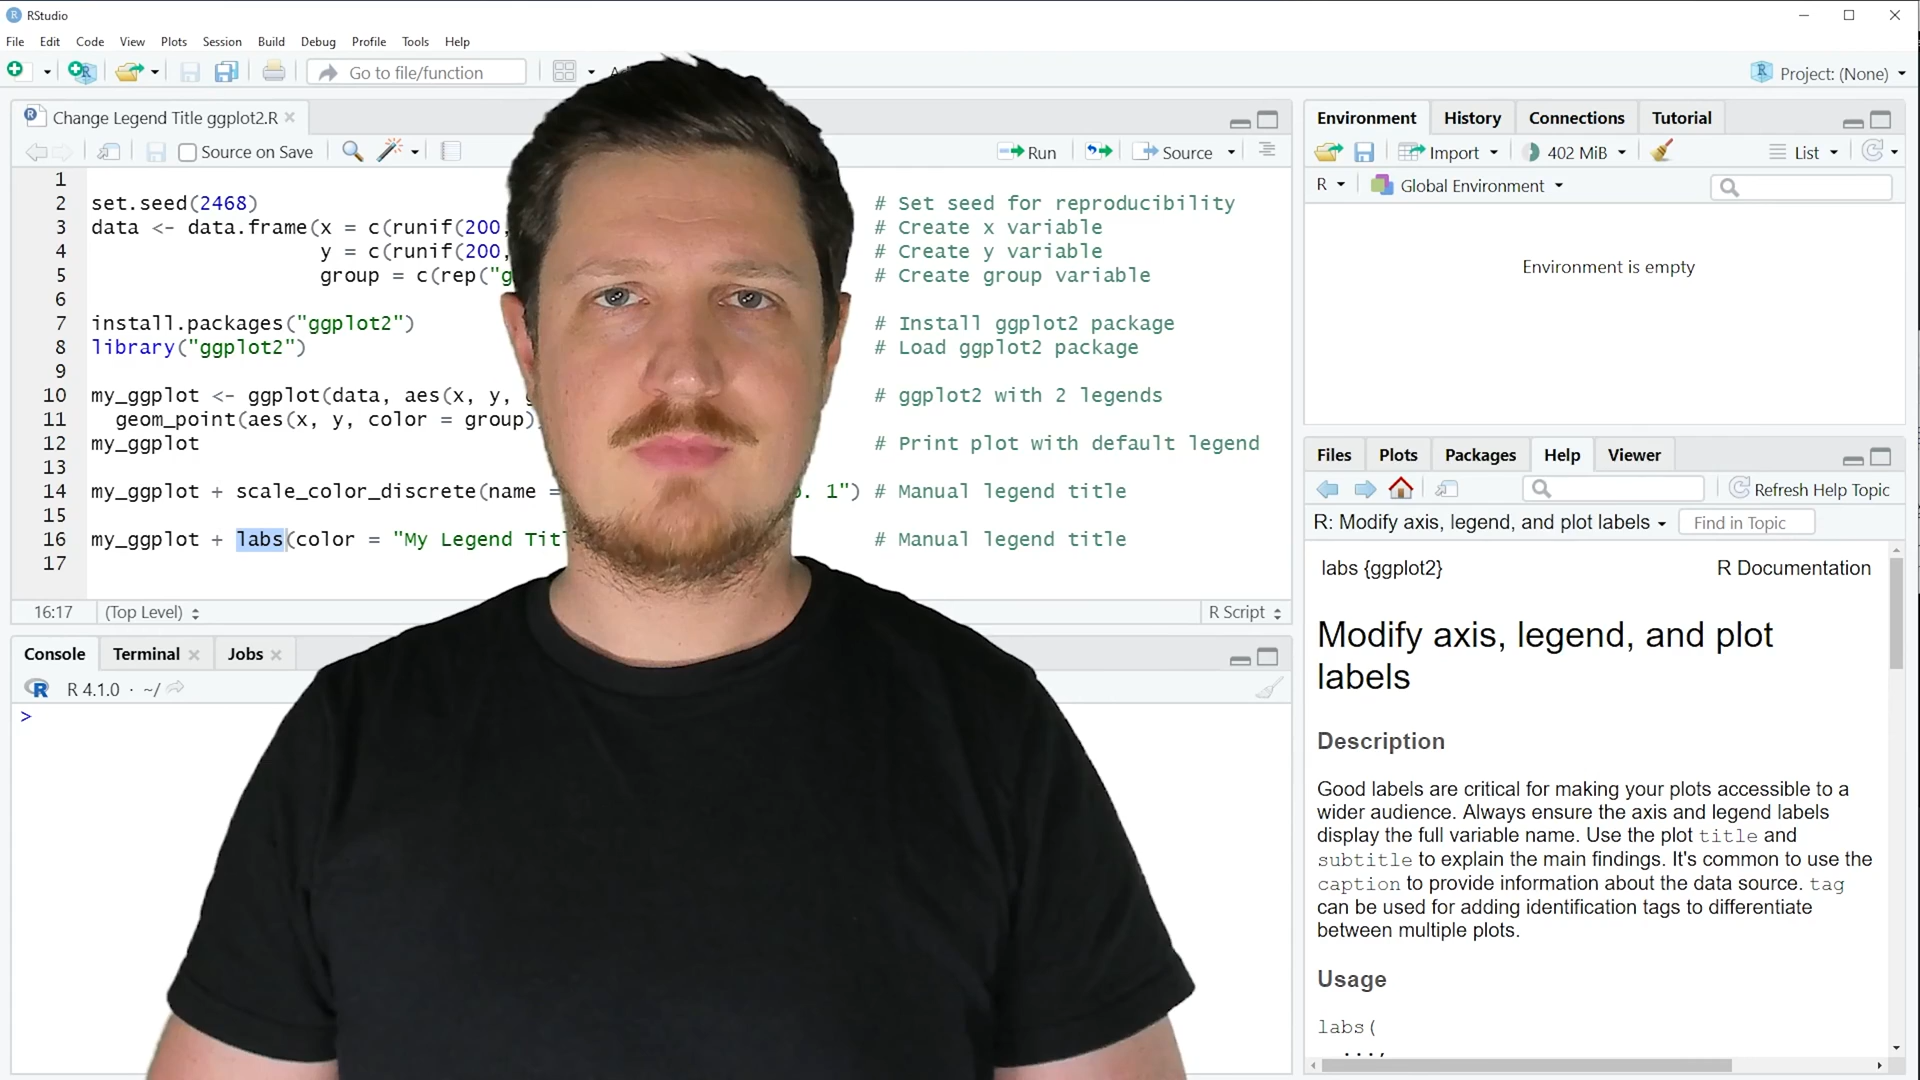 RStudio
File Edit Code View Plots Session Build Debug Profile Tools Help
Go to file/function
Project: (None)
Change Legend Title ggplot2.R
Source on Save
Run
Source
1
2 set.seed(2468) # Set seed for reproducibility
3 data <- data.frame(x = c(runif(200, # Create x variable
4 y = c(runif(200, # Create y variable
5 group = c(rep("g # Create group variable
6
7 install.packages("ggplot2") # Install ggplot2 package
8 library("ggplot2") # Load ggplot2 package
9
10 my_ggplot <- ggplot(data, aes(x, y, # ggplot2 with 2 legends
11 geom_point(aes(x, y, color = group)
12 my_ggplot # Print plot with default legend
13
14 my_ggplot + scale_color_discrete(name = . 1") # Manual legend title
15
16 my_ggplot + labs(color = "My Legend Titl # Manual legend title
17
16:17 (Top Level) R Script
Console Terminal Jobs
R 4.1.0 · ~/
>
Environment History Connections Tutorial
Import 402 MiB List
R Global Environment
Environment is empty
Files Plots Packages Help Viewer
Refresh Help Topic
R: Modify axis, legend, and plot labels Find in Topic
labs {ggplot2} R Documentation
Modify axis, legend, and plot
labels
Description
Good labels are critical for making your plots accessible to a
wider audience. Always ensure the axis and legend labels
display the full variable name. Use the plot title and
subtitle to explain the main findings. It's common to use the
caption to provide information about the data source. tag
can be used for adding identification tags to differentiate
between multiple plots.
Usage
labs(
...,